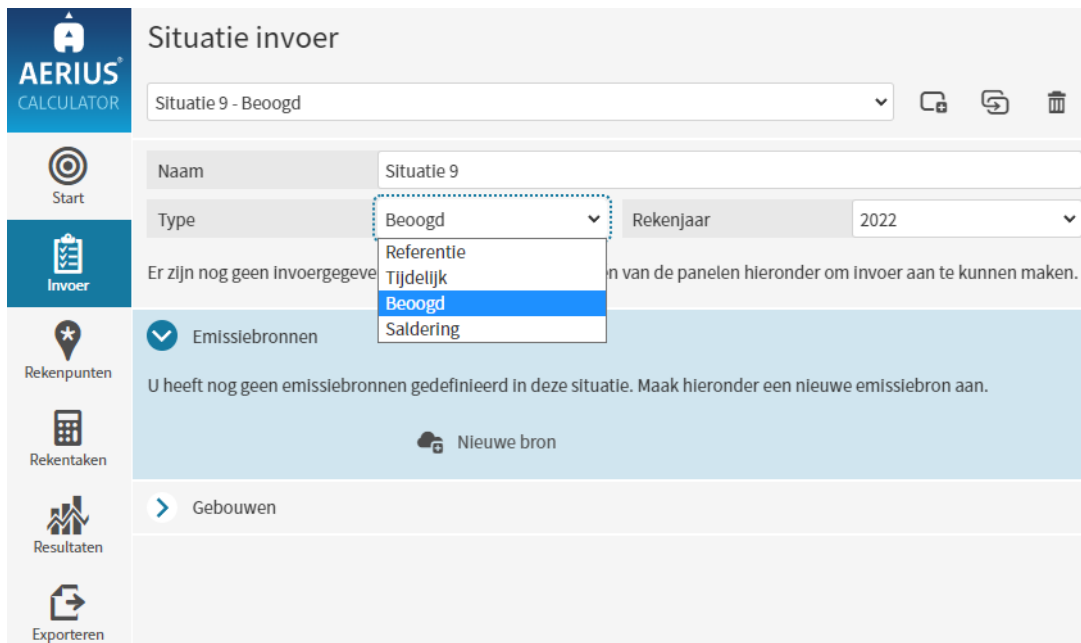 AERIUS®
CALCULATOR
Situatie invoer
Situatie 9 - Beoogd
Start
Invoer
Rekenpunten
Rekentaken
Resultaten
Exporteren
Naam Situatie 9
Type Beoogd Rekenjaar 2022
Referentie
Tijdelijk
Beoogd
Saldering
Er zijn nog geen invoergegeve en van de panelen hieronder om invoer aan te kunnen maken.
Emissiebronnen
U heeft nog geen emissiebronnen gedefinieerd in deze situatie. Maak hieronder een nieuwe emissiebron aan.
Nieuwe bron
Gebouwen